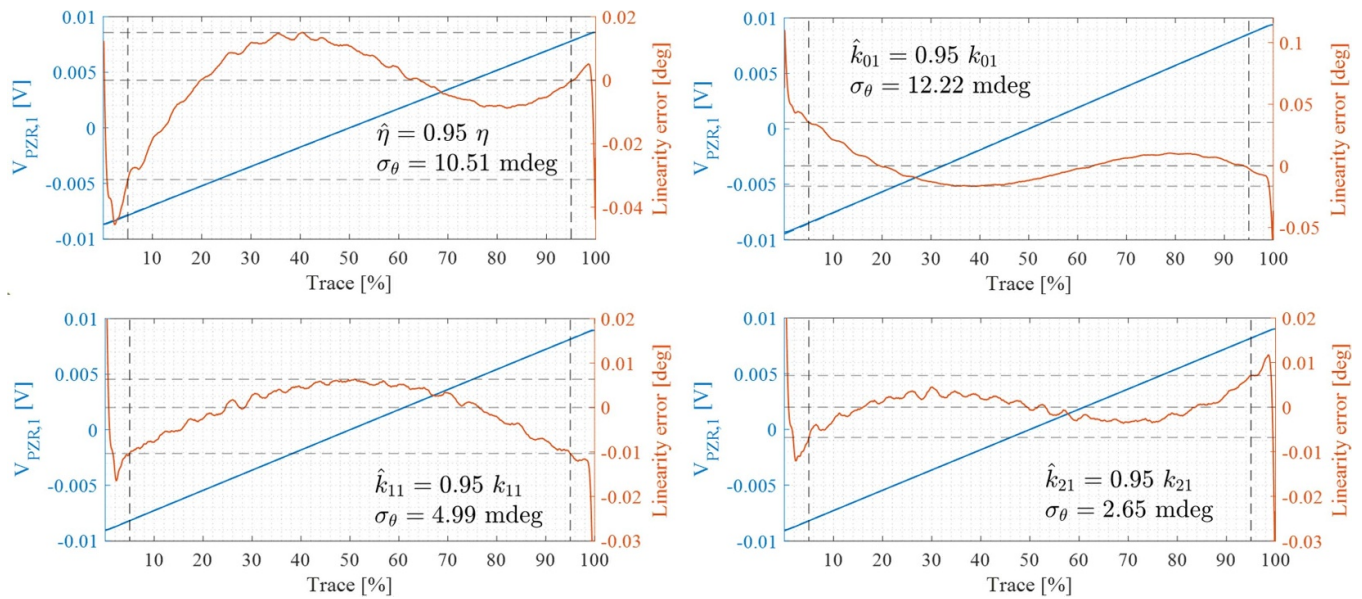 0.01
0.005
0
-0.005
-0.01
V_PZR,1 [V]
0.02
0
-0.02
-0.04
Linearity error [deg]
η̂ = 0.95 η
σ_θ = 10.51 mdeg
10 20 30 40 50 60 70 80 90 100
Trace [%]
0.01
0.005
0
-0.005
-0.01
V_PZR,1 [V]
0.1
0.05
0
-0.05
Linearity error [deg]
k̂_01 = 0.95 k_01
σ_θ = 12.22 mdeg
10 20 30 40 50 60 70 80 90 100
Trace [%]
0.01
0.005
0
-0.005
-0.01
V_PZR,1 [V]
0.02
0.01
0
-0.01
-0.02
-0.03
Linearity error [deg]
k̂_11 = 0.95 k_11
σ_θ = 4.99 mdeg
10 20 30 40 50 60 70 80 90 100
Trace [%]
0.01
0.005
0
-0.005
-0.01
V_PZR,1 [V]
0.02
0.01
0
-0.01
-0.02
-0.03
Linearity error [deg]
k̂_21 = 0.95 k_21
σ_θ = 2.65 mdeg
10 20 30 40 50 60 70 80 90 100
Trace [%]